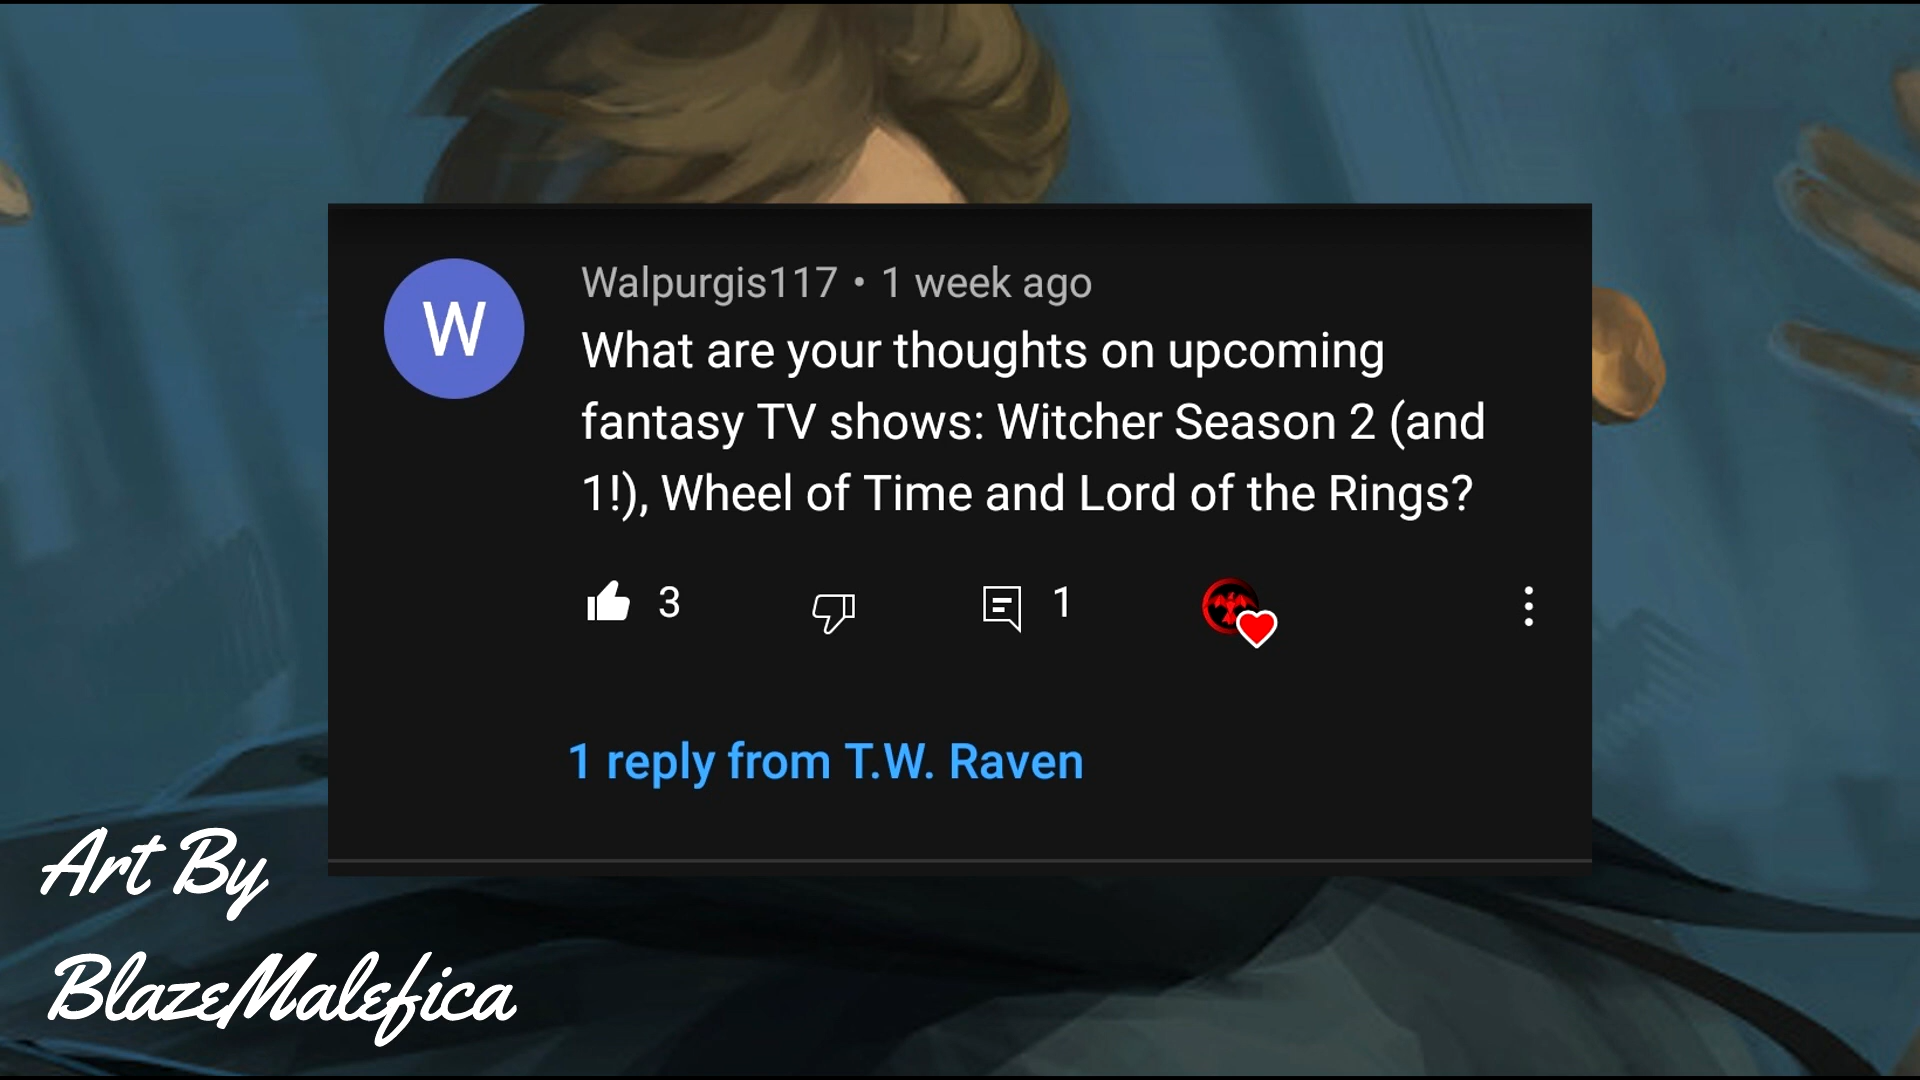 W
Walpurgis117 • 1 week ago
What are your thoughts on upcoming
fantasy TV shows: Witcher Season 2 (and
1!), Wheel of Time and Lord of the Rings?
3 1
1 reply from T.W. Raven
Art By
BlazeMalefica